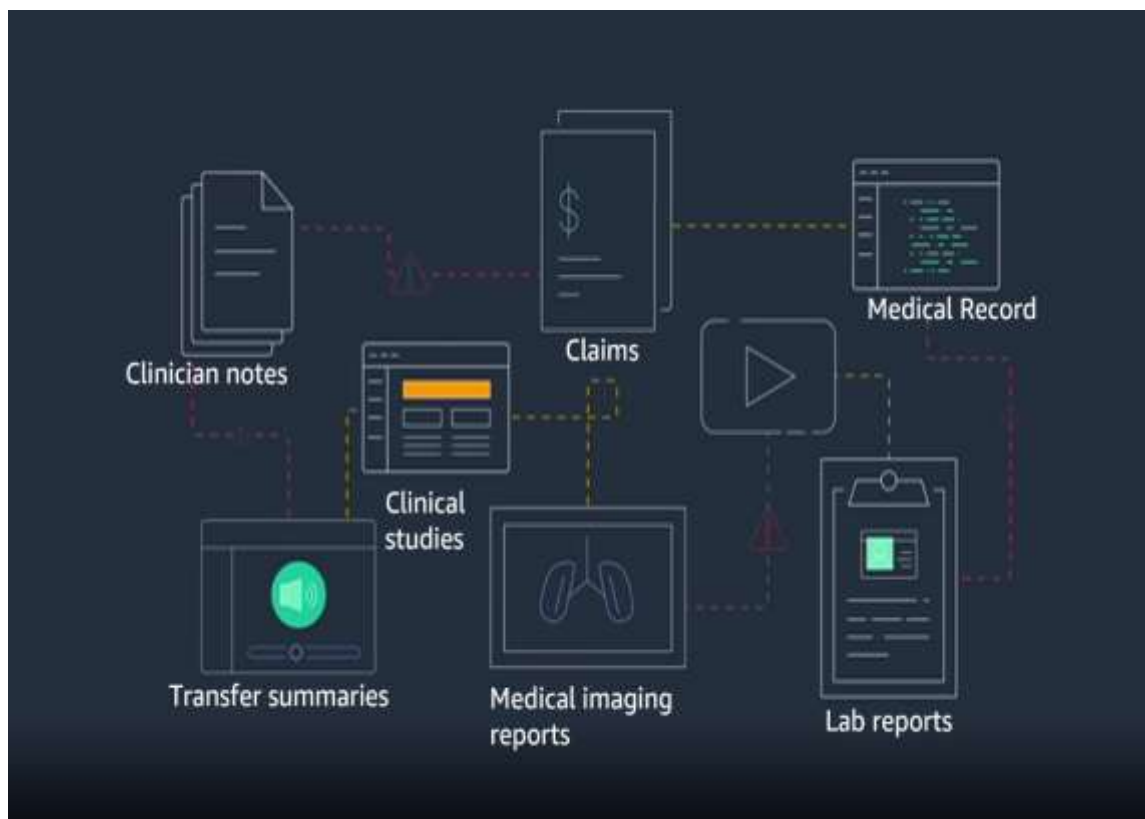 $
Claims
Medical Record
Clinician notes
Clinical
studies
Transfer summaries
Medical imaging
reports
Lab reports